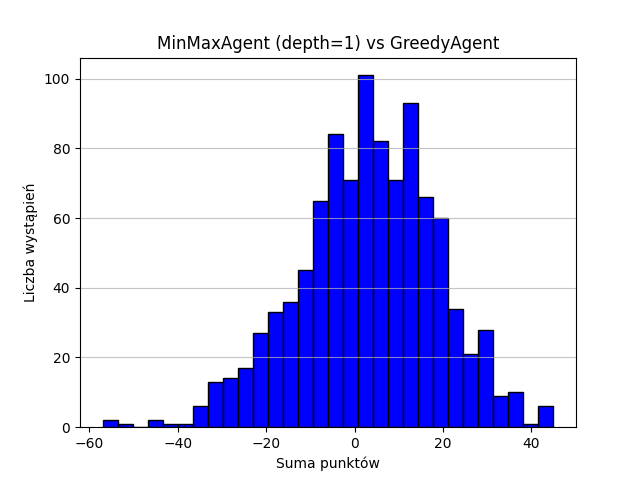 MinMaxAgent (depth=1) vs GreedyAgent
100
80
60
40
20
0
Liczba wystąpień
−60 −40 −20 0 20 40
Suma punktów